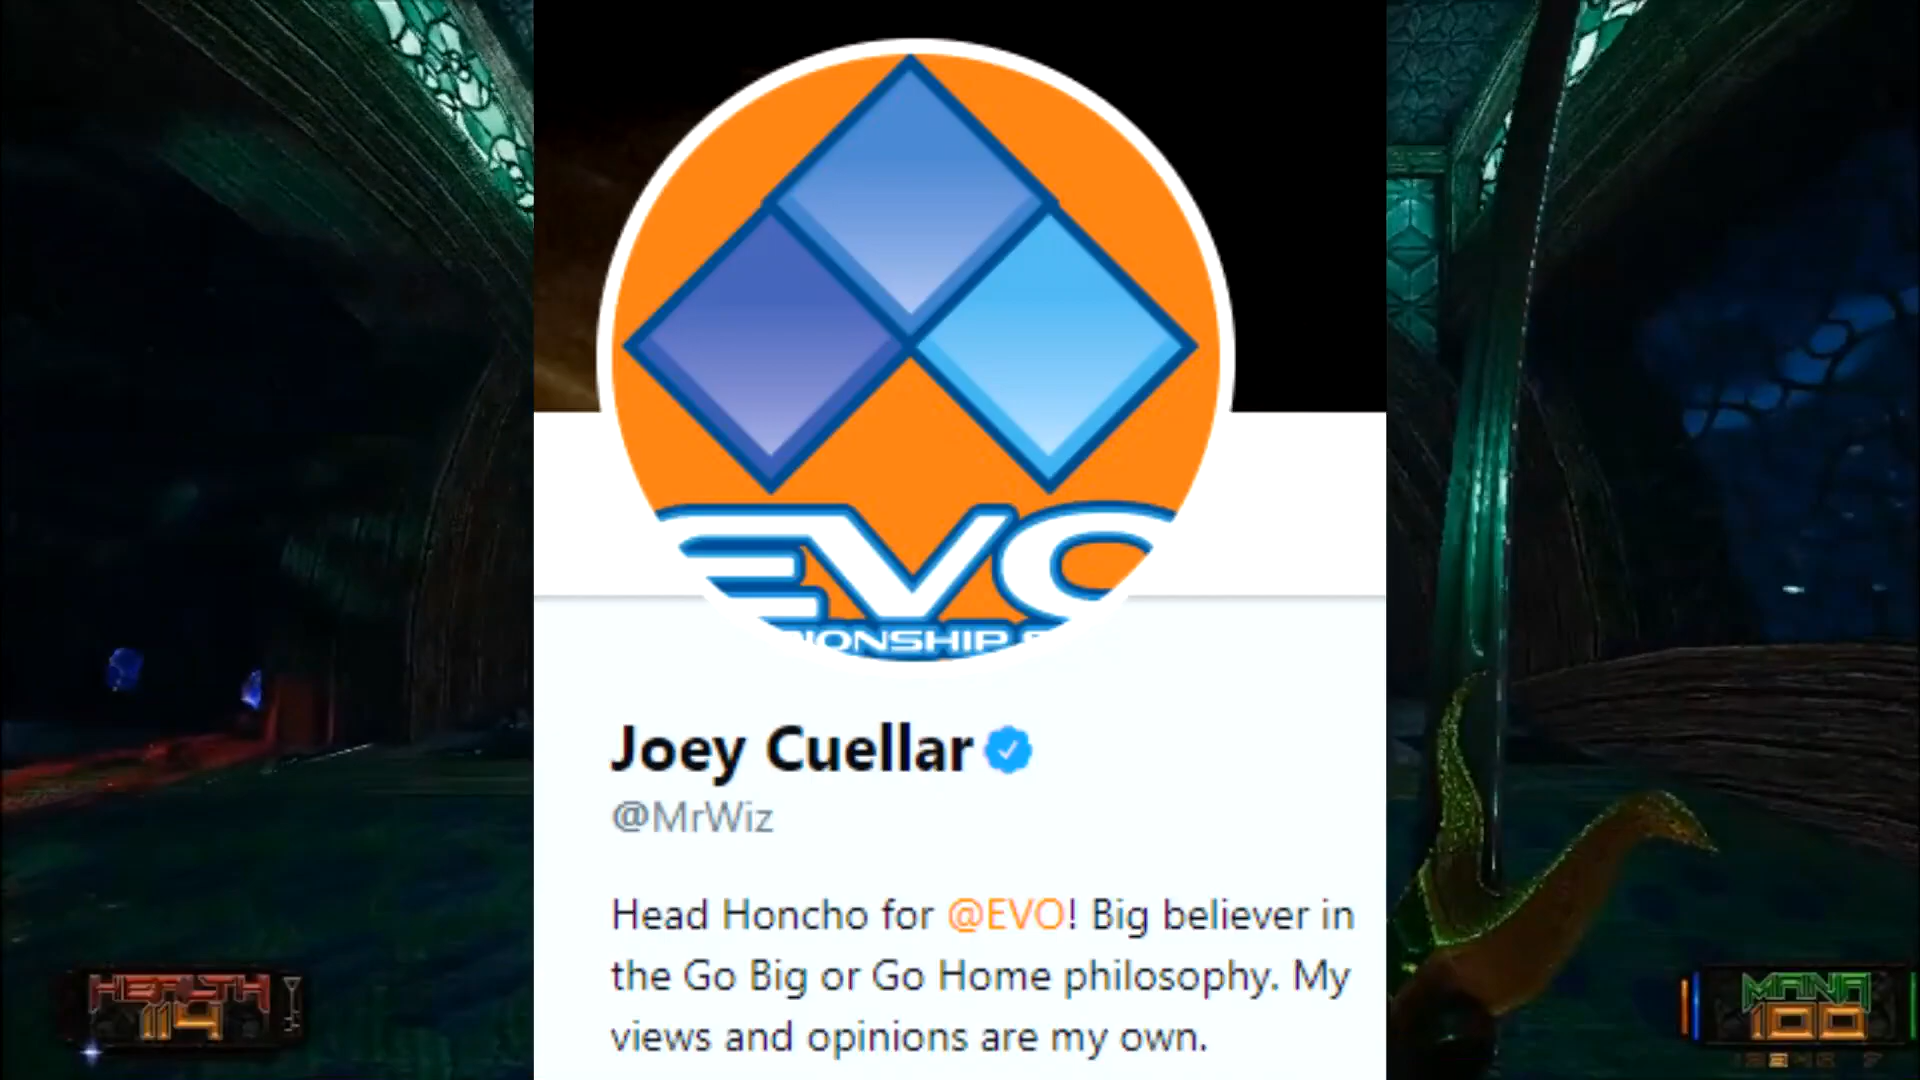 EVO
IONSHIP
Joey Cuellar
@MrWiz
Head Honcho for @EVO! Big believer in
the Go Big or Go Home philosophy. My
views and opinions are my own.
HEALTH
114
MANA
100